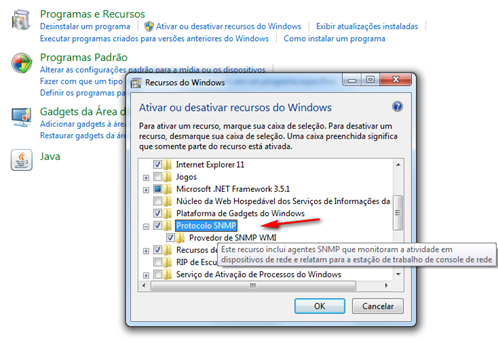 Programas e Recursos
Desinstalar um programa
Ativar ou desativar recursos do Windows
Exibir atualizações instaladas
Executar programas criados para versões anteriores do Windows
Como instalar um programa
Programas Padrão
Alterar as configurações padrão para a mídia ou os dispositivos
Fazer com que um tipo
Definir os programas pa
Gadgets da Área d
Adicionar gadgets à área
Restaurar gadgets da áre
Java
Recursos do Windows
Ativar ou desativar recursos do Windows
Para ativar um recurso, marque sua caixa de seleção. Para desativar um
recurso, desmarque sua caixa de seleção. Uma caixa preenchida significa
que somente parte do recurso está ativada.
Internet Explorer 11
Jogos
Microsoft .NET Framework 3.5.1
Núcleo da Web Hospedável dos Serviços de Informações da
Plataforma de Gadgets do Windows
Protocolo SNMP
Provedor de SNMP WMI
Recursos de
Este recurso inclui agentes SNMP que monitoram a atividade em
dispositivos de rede e relatam para a estação de trabalho de console de rede
RIP de Escu
Serviço de Ativação de Processos do Windows
OK
Cancelar